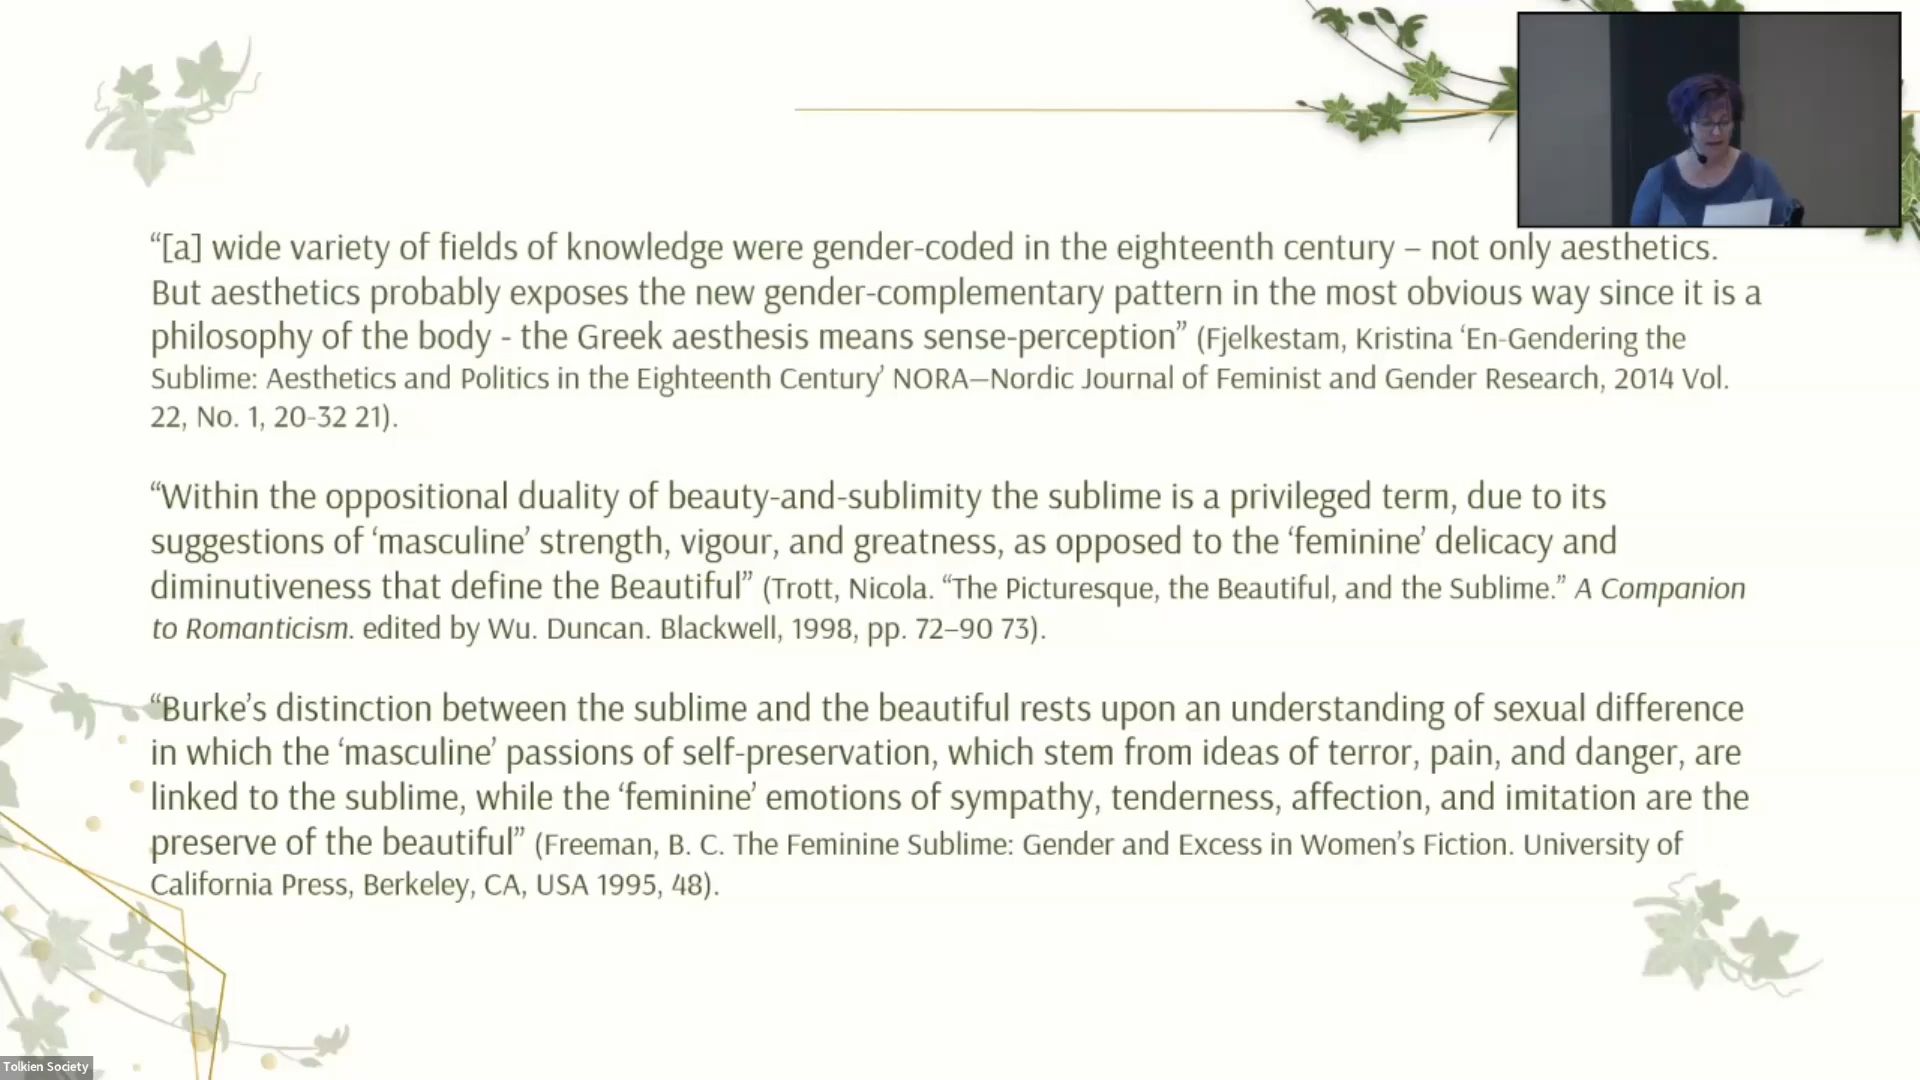 “[a] wide variety of fields of knowledge were gender-coded in the eighteenth century – not only aesthetics.
But aesthetics probably exposes the new gender-complementary pattern in the most obvious way since it is a
philosophy of the body - the Greek aesthesis means sense-perception” (Fjelkestam, Kristina ‘En-Gendering the
Sublime: Aesthetics and Politics in the Eighteenth Century’ NORA—Nordic Journal of Feminist and Gender Research, 2014 Vol.
22, No. 1, 20-32 21).
“Within the oppositional duality of beauty-and-sublimity the sublime is a privileged term, due to its
suggestions of ‘masculine’ strength, vigour, and greatness, as opposed to the ‘feminine’ delicacy and
diminutiveness that define the Beautiful” (Trott, Nicola. “The Picturesque, the Beautiful, and the Sublime.” A Companion
to Romanticism. edited by Wu. Duncan. Blackwell, 1998, pp. 72–90 73).
“Burke’s distinction between the sublime and the beautiful rests upon an understanding of sexual difference
in which the ‘masculine’ passions of self-preservation, which stem from ideas of terror, pain, and danger, are
linked to the sublime, while the ‘feminine’ emotions of sympathy, tenderness, affection, and imitation are the
preserve of the beautiful” (Freeman, B. C. The Feminine Sublime: Gender and Excess in Women’s Fiction. University of
California Press, Berkeley, CA, USA 1995, 48).
Tolkien Society